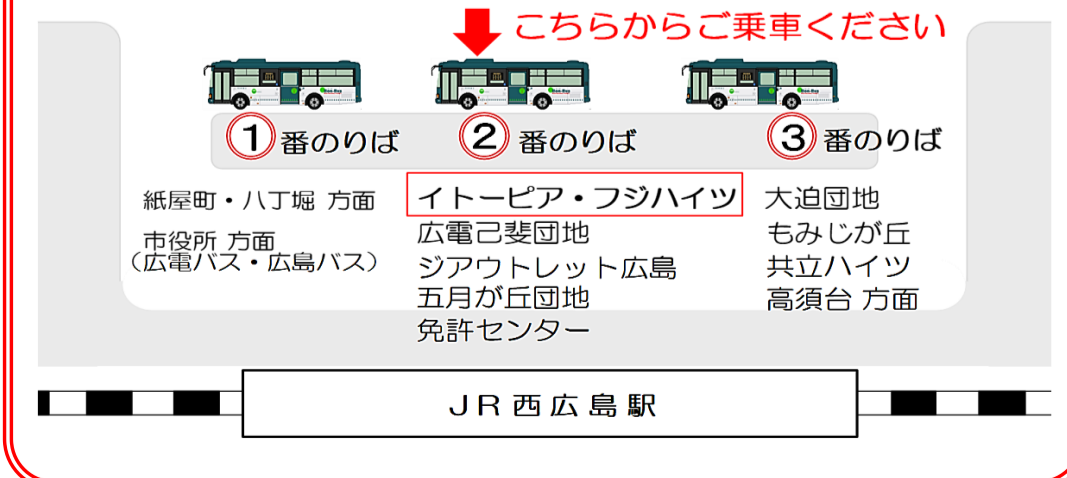 こちらからご乗車ください
①番のりば
②番のりば
③番のりば
紙屋町・八丁堀 方面
市役所 方面
（広電バス・広島バス）
イトーピア・フジハイツ
広電己斐団地
ジアウトレット広島
五月が丘団地
免許センター
大迫団地
もみじが丘
共立ハイツ
高須台 方面
JR西広島駅